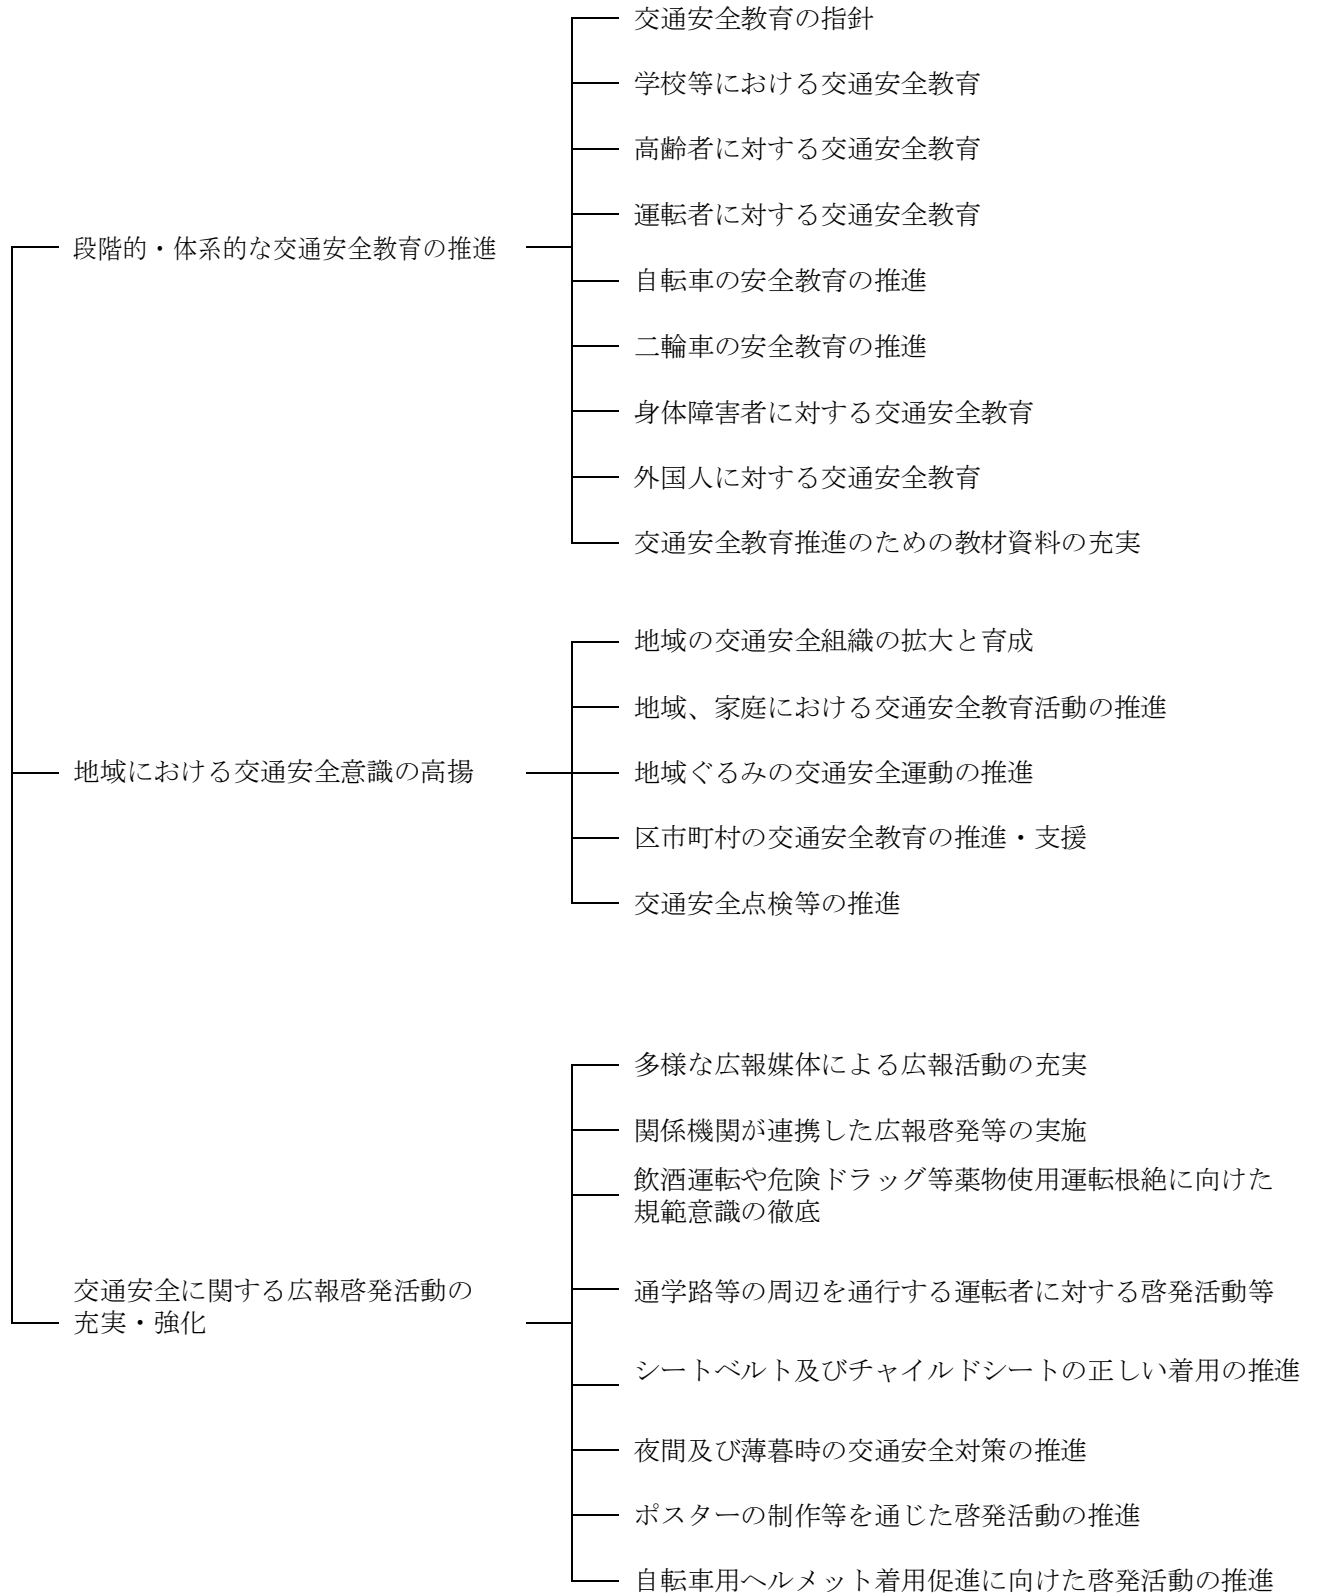 段階的・体系的な交通安全教育の推進
交通安全教育の指針
学校等における交通安全教育
高齢者に対する交通安全教育
運転者に対する交通安全教育
自転車の安全教育の推進
二輪車の安全教育の推進
身体障害者に対する交通安全教育
外国人に対する交通安全教育
交通安全教育推進のための教材資料の充実
地域における交通安全意識の高揚
地域の交通安全組織の拡大と育成
地域、家庭における交通安全教育活動の推進
地域ぐるみの交通安全運動の推進
区市町村の交通安全教育の推進・支援
交通安全点検等の推進
交通安全に関する広報啓発活動の
充実・強化
多様な広報媒体による広報活動の充実
関係機関が連携した広報啓発等の実施
飲酒運転や危険ドラッグ等薬物使用運転根絶に向けた
規範意識の徹底
通学路等の周辺を通行する運転者に対する啓発活動等
シートベルト及びチャイルドシートの正しい着用の推進
夜間及び薄暮時の交通安全対策の推進
ポスターの制作等を通じた啓発活動の推進
自転車用ヘルメット着用促進に向けた啓発活動の推進